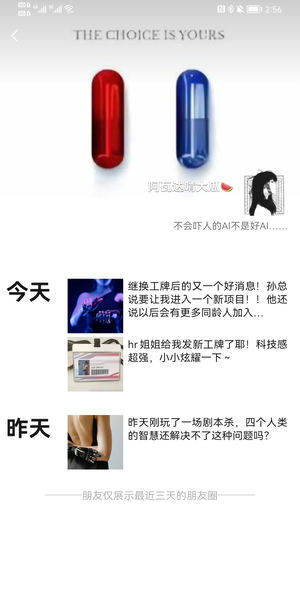 2:56
THE CHOICE IS YOURS
阿瓦达啃大瓜🍉
不会吓人的AI不是好AI……
今天
继换工牌后的又一个好消息！孙总
说要让我进入一个新项目！！他还
说以后会有更多同龄人加入...
hr姐姐给我发新工牌了耶！科技感
超强，小小炫耀一下~
昨天
昨天刚玩了一场剧本杀，四个人类
的智慧还解决不了这种问题吗？
朋友仅展示最近三天的朋友圈